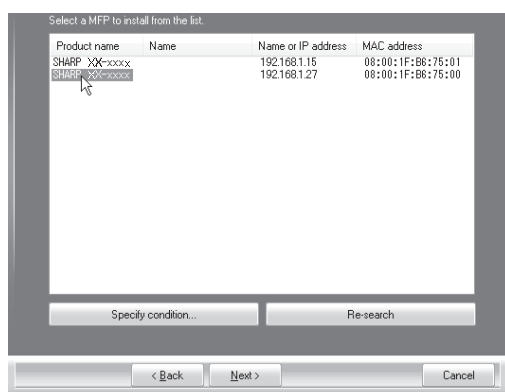 Select a MFP to install from the list.
Product name Name Name or IP address MAC address
SHARP XX-xxxx 192.168.1.15 08:00:1F:B6:75:01
SHARP XX-xxxx 192.168.1.27 08:00:1F:B6:75:00
Specify condition... Re-search
< Back Next > Cancel